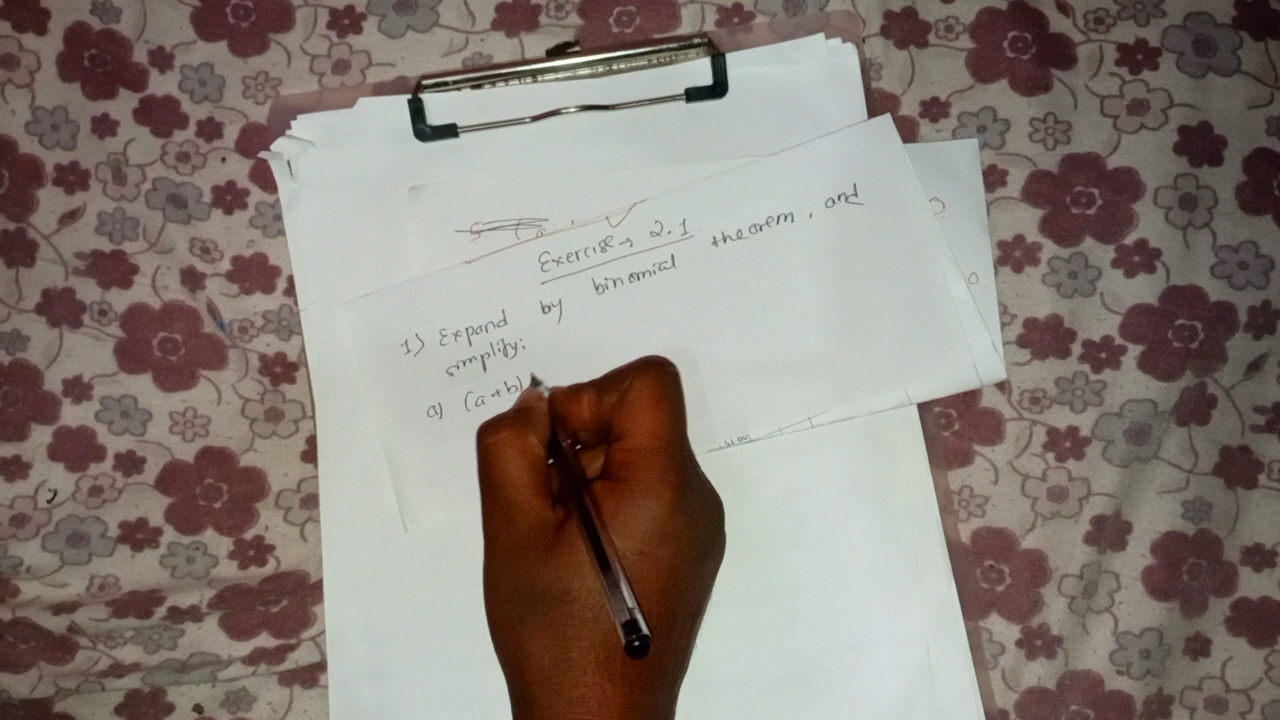 Exercise → 2.1
1) Expand by binomial theorem, and
simplify:
a) (a+b)